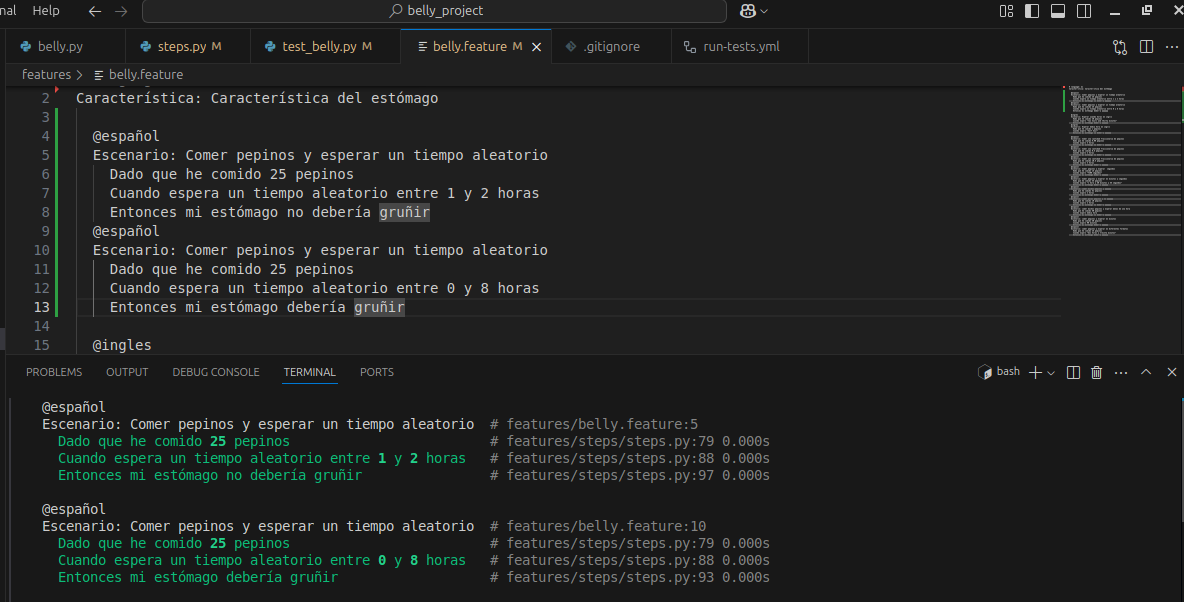 nal Help belly_project
belly.py steps.py M test_belly.py M belly.feature M .gitignore run-tests.yml
features > belly.feature
2 Característica: Característica del estómago
3
4 @español
5 Escenario: Comer pepinos y esperar un tiempo aleatorio
6 Dado que he comido 25 pepinos
7 Cuando espera un tiempo aleatorio entre 1 y 2 horas
8 Entonces mi estómago no debería gruñir
9 @español
10 Escenario: Comer pepinos y esperar un tiempo aleatorio
11 Dado que he comido 25 pepinos
12 Cuando espera un tiempo aleatorio entre 0 y 8 horas
13 Entonces mi estómago debería gruñir
14
15 @ingles
PROBLEMS OUTPUT DEBUG CONSOLE TERMINAL PORTS bash
@español
Escenario: Comer pepinos y esperar un tiempo aleatorio # features/belly.feature:5
Dado que he comido 25 pepinos # features/steps/steps.py:79 0.000s
Cuando espera un tiempo aleatorio entre 1 y 2 horas # features/steps/steps.py:88 0.000s
Entonces mi estómago no debería gruñir # features/steps/steps.py:97 0.000s
@español
Escenario: Comer pepinos y esperar un tiempo aleatorio # features/belly.feature:10
Dado que he comido 25 pepinos # features/steps/steps.py:79 0.000s
Cuando espera un tiempo aleatorio entre 0 y 8 horas # features/steps/steps.py:88 0.000s
Entonces mi estómago debería gruñir # features/steps/steps.py:93 0.000s